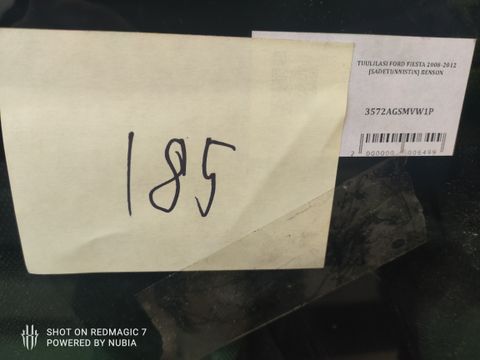 185
TUULILASI FORD FIESTA 2008-2012
(SADETUNNISTIN) BENSON
3572AGSMVW1P
SHOT ON REDMAGIC 7
POWERED BY NUBIA